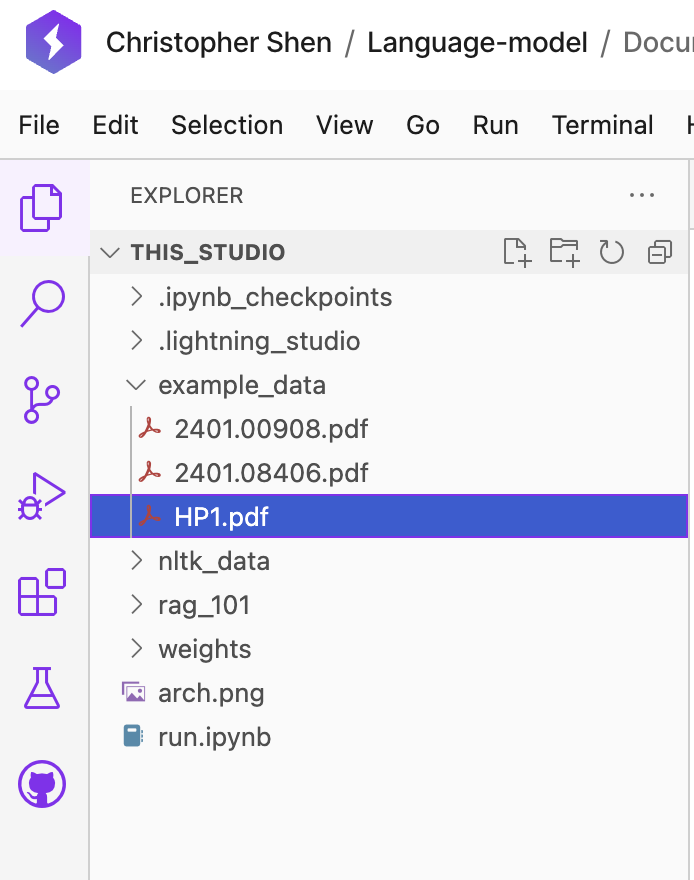 Christopher Shen / Language-model / Docu
File Edit Selection View Go Run Terminal H
EXPLORER
THIS_STUDIO
.ipynb_checkpoints
.lightning_studio
example_data
2401.00908.pdf
2401.08406.pdf
HP1.pdf
nltk_data
rag_101
weights
arch.png
run.ipynb